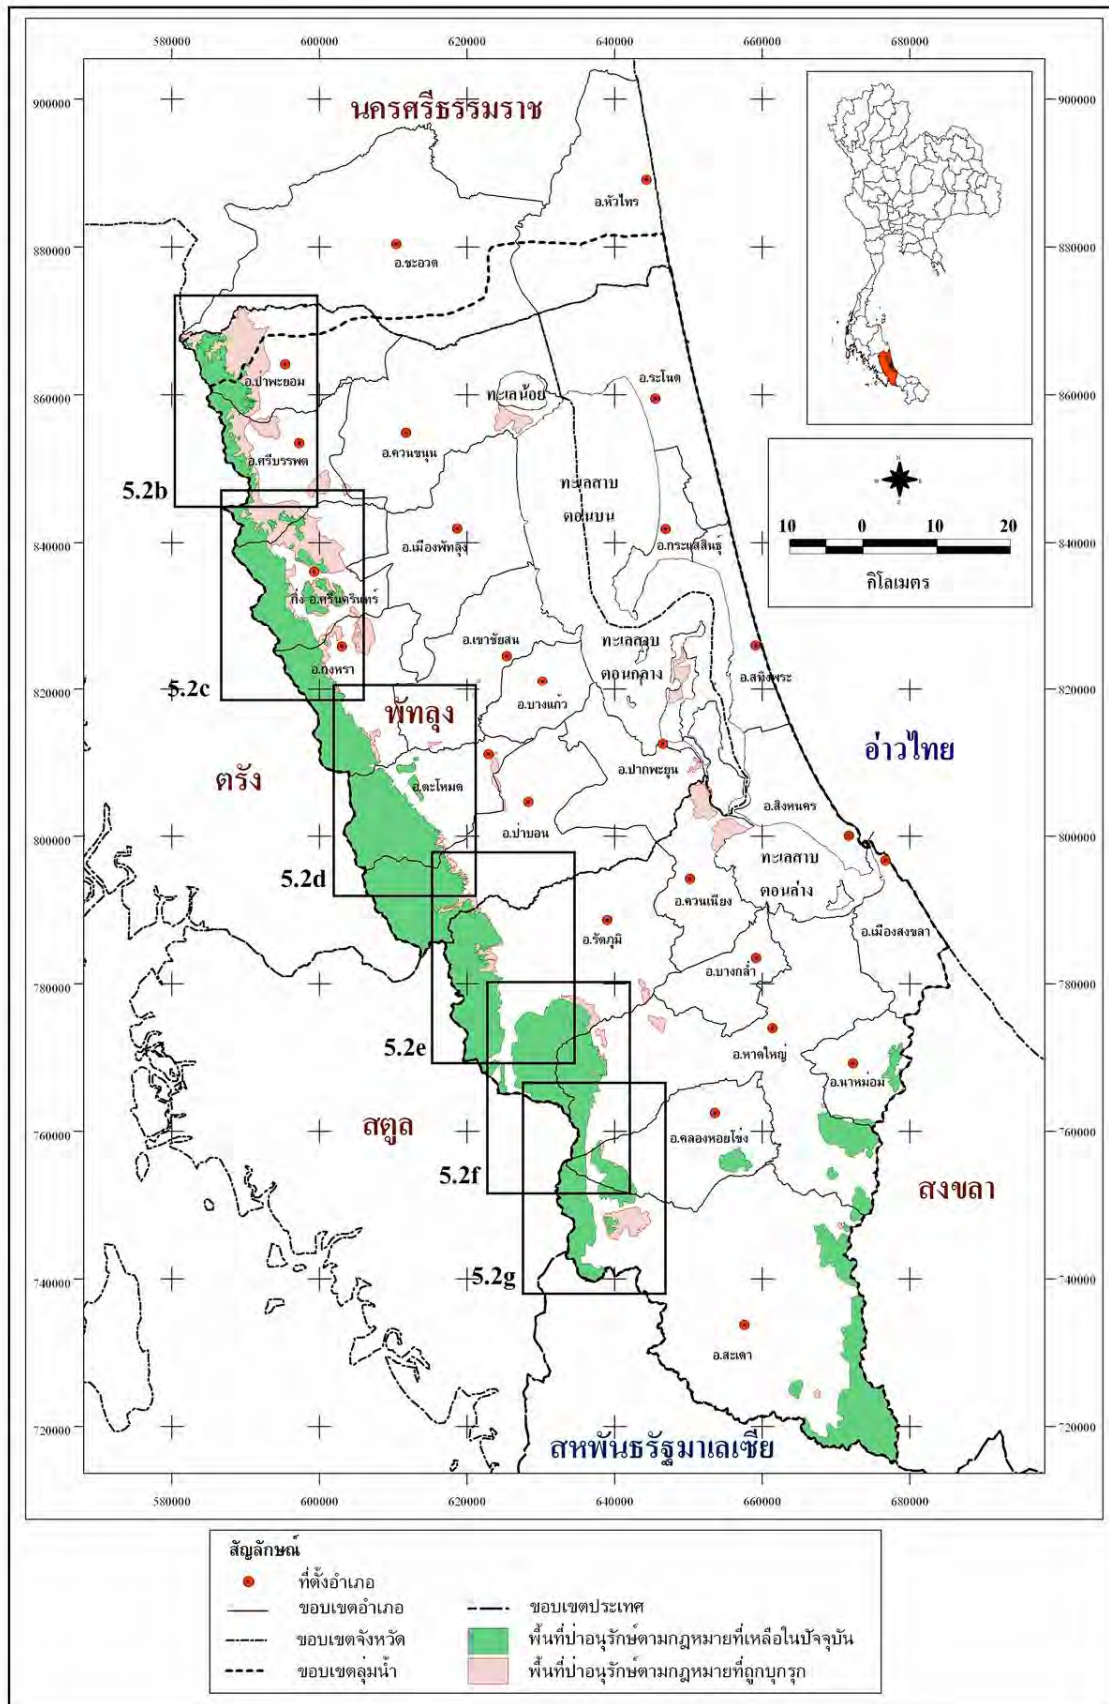 580000 600000 620000 640000 660000 680000
900000 900000
นครศรีธรรมราช
อ.หัวไทร
880000 880000
อ.ชะอวด
อ.ป่าพะยอม
860000 860000
ทะเลน้อย
อ.ระโนด
อ.ควนขนุน
อ.ศรีบรรพต
5.2b
ทะเลสาบ
ตอนบน
อ.เมืองพัทลุง
อ.กระแสสินธุ์
840000 840000
10 0 10 20
กิโลเมตร
กิ่ง อ.ศรีนครินทร์
อ.เขาชัยสน
ทะเลสาบ
ตอนกลาง
อ.กงหรา
อ.สทิงพระ
5.2c
820000 820000
อ.บางแก้ว
พัทลุง
อ่าวไทย
ตรัง
อ.ตะโหมด
อ.ปากพะยูน
อ.สิงหนคร
อ.ป่าบอน
800000 800000
ทะเลสาบ
ตอนล่าง
5.2d
อ.ควนเนียง
อ.เมืองสงขลา
อ.รัตภูมิ
อ.บางกล่ำ
780000 780000
5.2e
อ.หาดใหญ่
อ.นาหม่อม
สตูล
อ.คลองหอยโข่ง
760000 760000
5.2f
สงขลา
5.2g
740000 740000
อ.สะเดา
720000 720000
สหพันธรัฐมาเลเซีย
580000 600000 620000 640000 660000 680000
สัญลักษณ์
ที่ตั้งอำเภอ
ขอบเขตอำเภอ
ขอบเขตประเทศ
ขอบเขตจังหวัด
พื้นที่ป่าอนุรักษ์ตามกฎหมายที่เหลือในปัจจุบัน
ขอบเขตลุ่มน้ำ
พื้นที่ป่าอนุรักษ์ตามกฎหมายที่ถูกบุกรุก